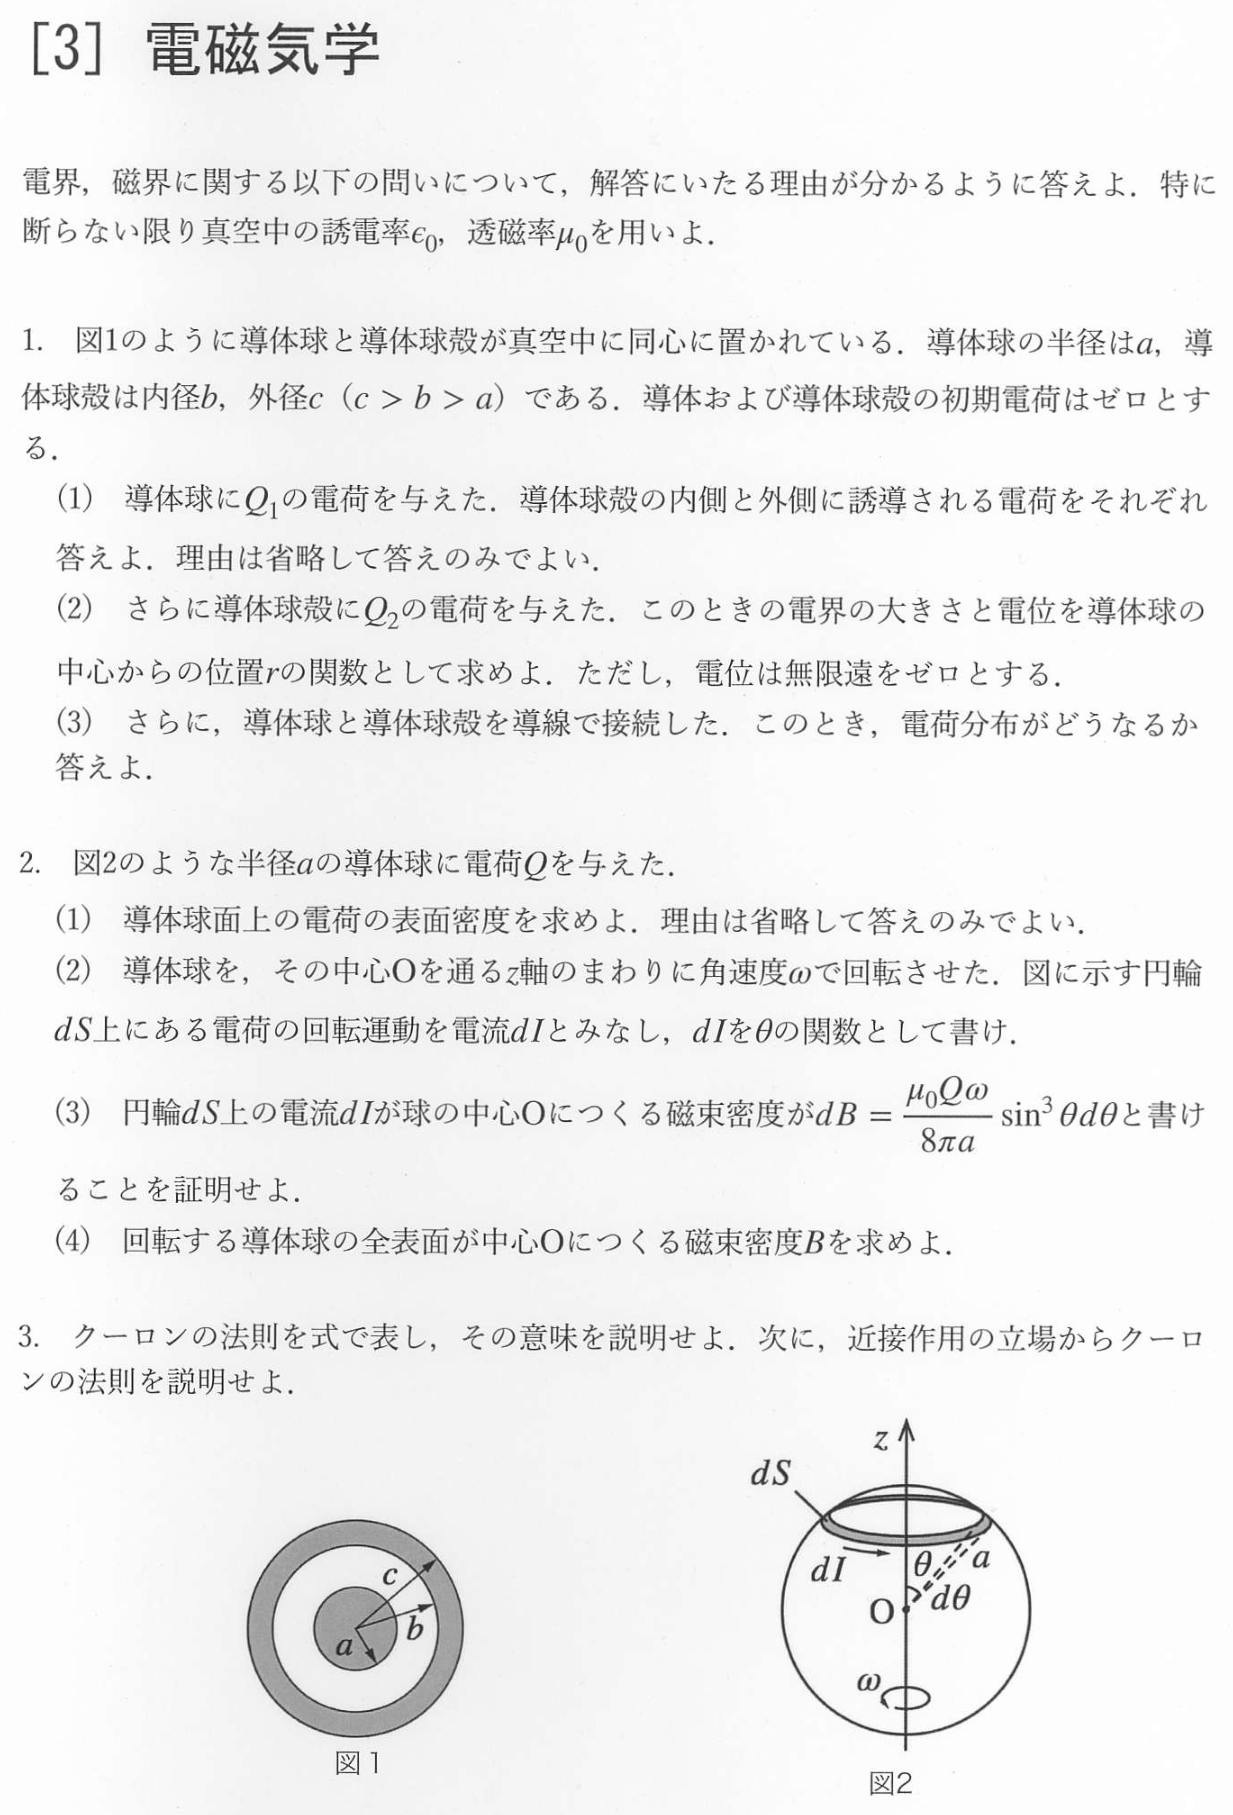 [3] 電磁気学
電界，磁界に関する以下の問いについて，解答にいたる理由が分かるように答えよ．特に
断らない限り真空中の誘電率ϵ₀，透磁率μ₀を用いよ．
1. 図1のように導体球と導体球殻が真空中に同心に置かれている．導体球の半径はa，導
体球殻は内径b，外径c（c > b > a）である．導体および導体球殻の初期電荷はゼロとす
る．
(1) 導体球にQ₁の電荷を与えた．導体球殻の内側と外側に誘導される電荷をそれぞれ
答えよ．理由は省略して答えのみでよい．
(2) さらに導体球殻にQ₂の電荷を与えた．このときの電界の大きさと電位を導体球の
中心からの位置rの関数として求めよ．ただし，電位は無限遠をゼロとする．
(3) さらに，導体球と導体球殻を導線で接続した．このとき，電荷分布がどうなるか
答えよ．
2. 図2のような半径aの導体球に電荷Qを与えた．
(1) 導体球面上の電荷の表面密度を求めよ．理由は省略して答えのみでよい．
(2) 導体球を，その中心Oを通るz軸のまわりに角速度ωで回転させた．図に示す円輪
dS上にある電荷の回転運動を電流dIとみなし，dIをθの関数として書け．
(3) 円輪dS上の電流dIが球の中心Oにつくる磁束密度がdB = μ₀Qω/8πa sin³ θdθと書け
ることを証明せよ．
(4) 回転する導体球の全表面が中心Oにつくる磁束密度Bを求めよ．
3. クーロンの法則を式で表し，その意味を説明せよ．次に，近接作用の立場からクーロ
ンの法則を説明せよ．
c
b
a
図1
z
dS
dI
θ
a
O
dθ
ω
図2